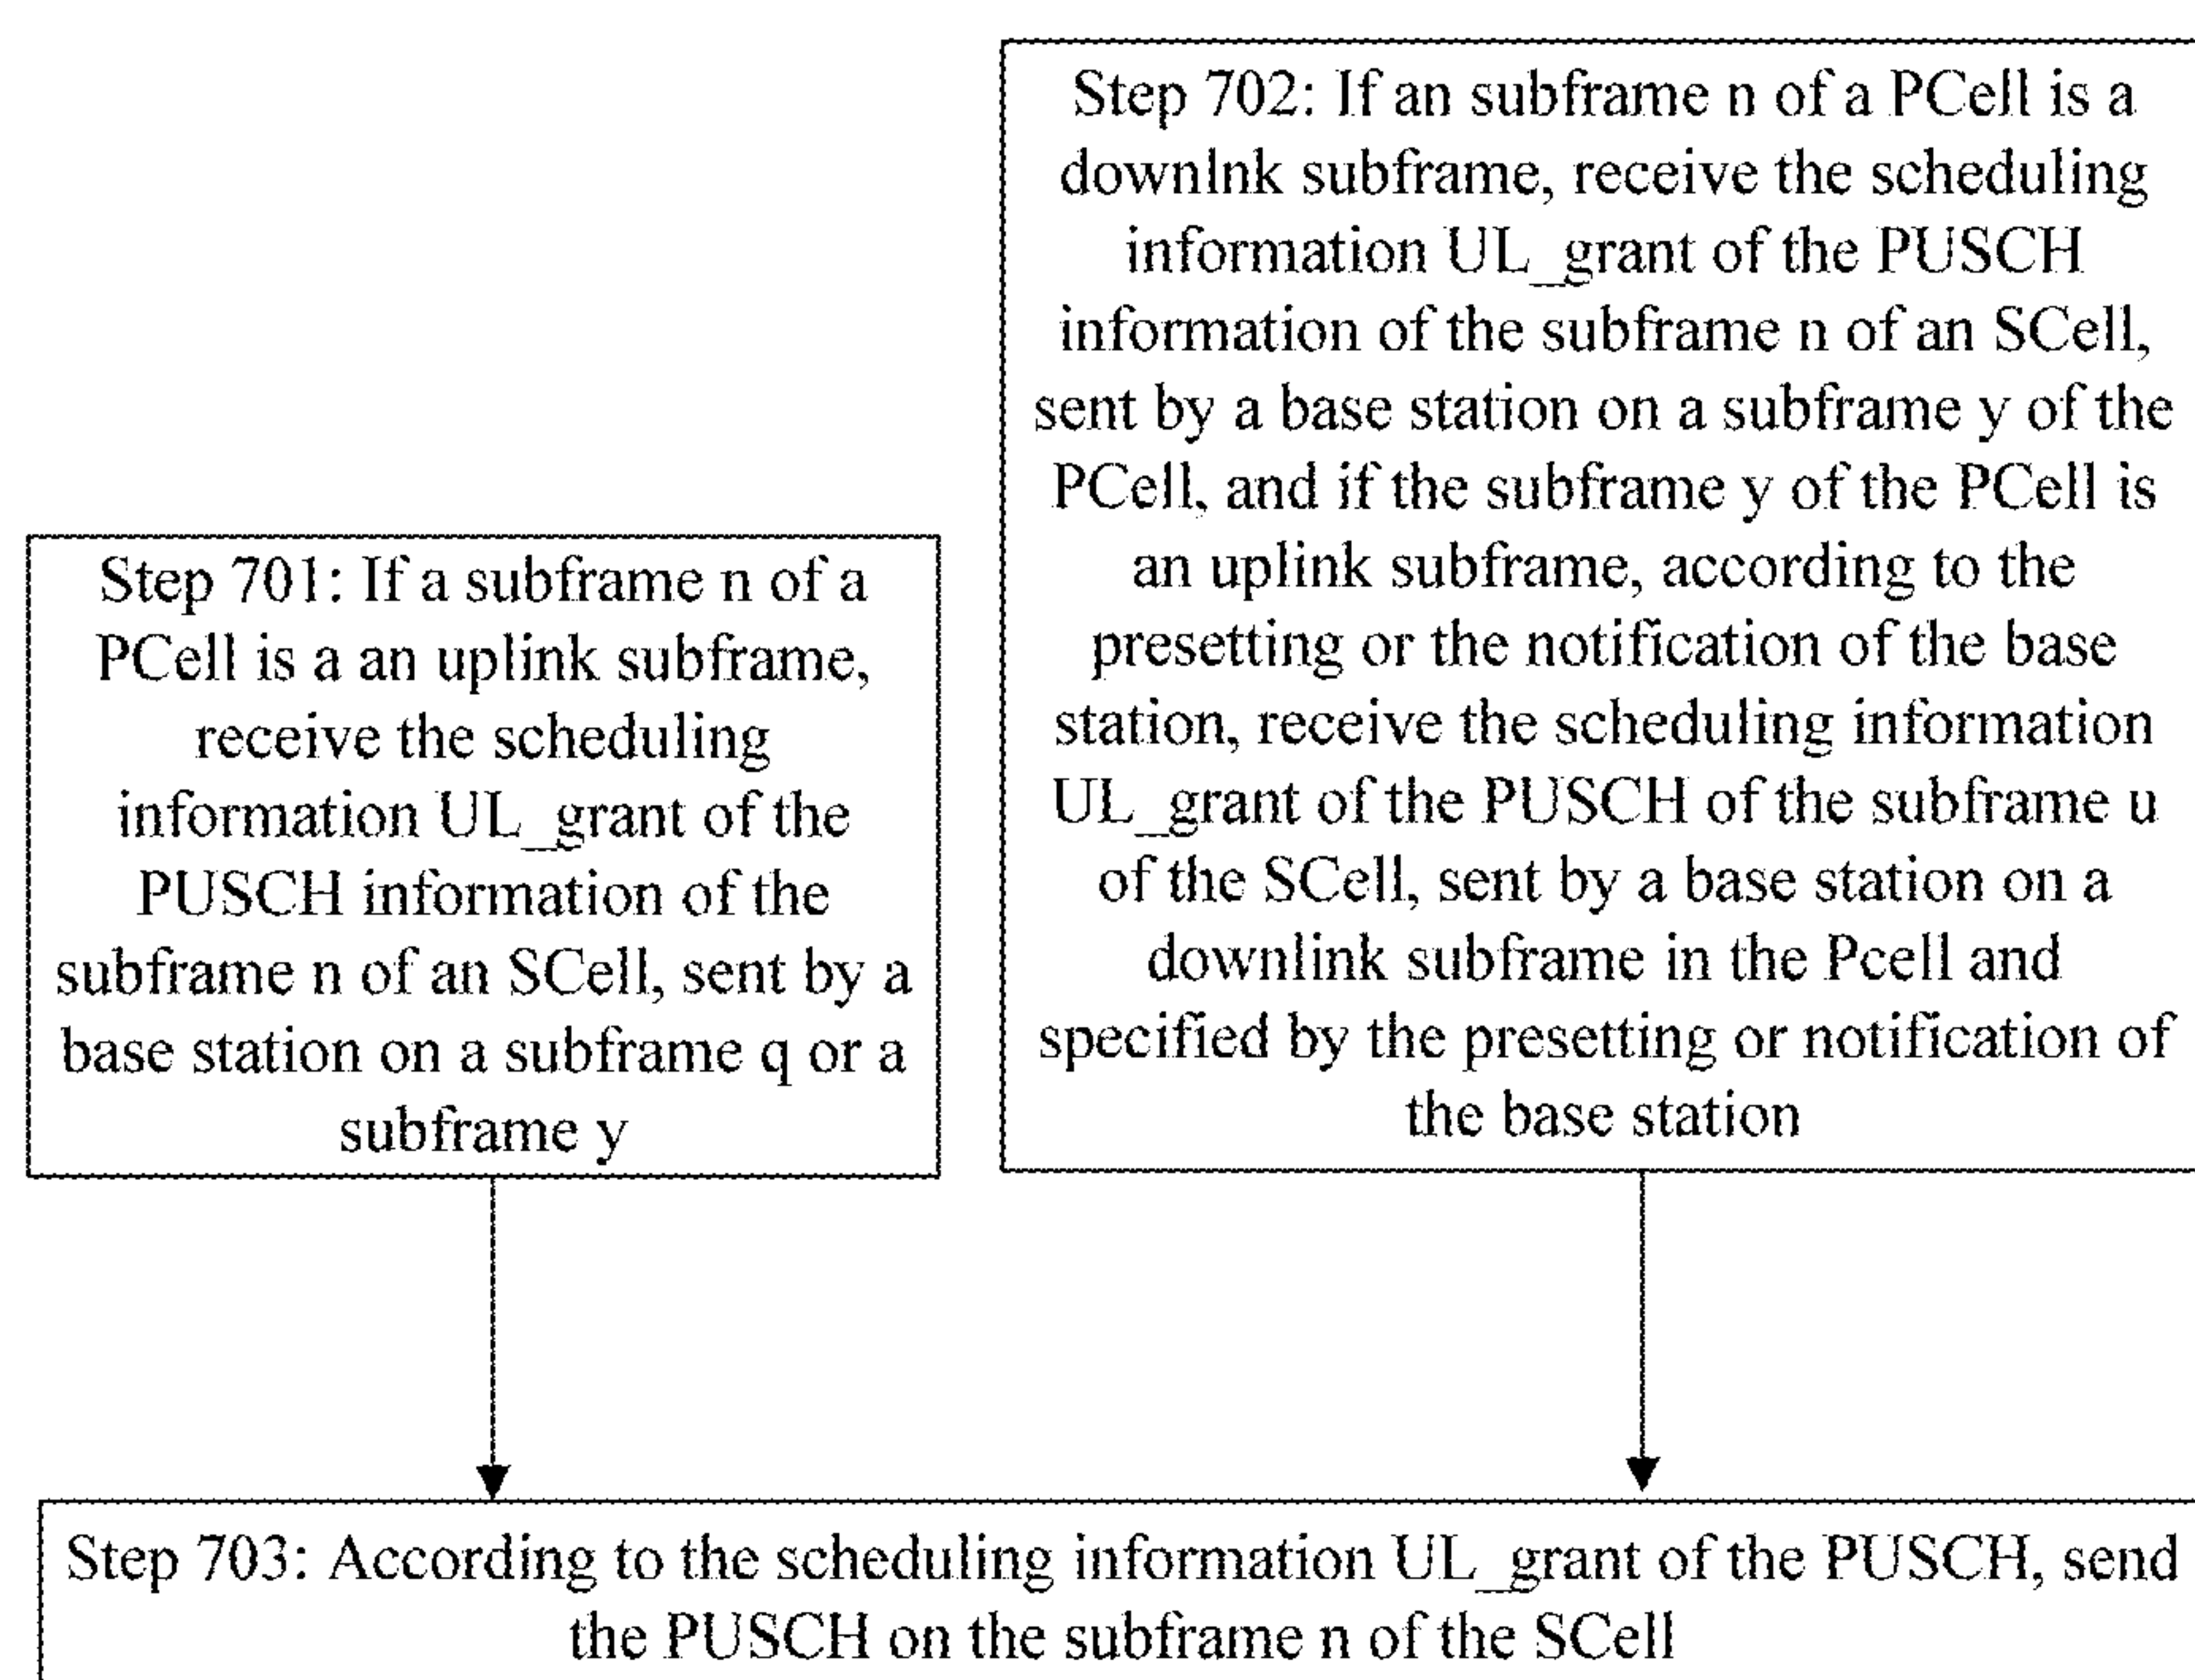 Step 702: If an subframe n of a PCell is a
downlnk subframe, receive the scheduling
information UL_grant of the PUSCH
information of the subframe n of an SCell,
sent by a base station on a subframe y of the
PCell, and if the subframe y of the PCell is
an uplink subframe, according to the
presetting or the notification of the base
station, receive the scheduling information
UL_grant of the PUSCH of the subframe u
of the SCell, sent by a base station on a
downlink subframe in the Pcell and
specified by the presetting or notification of
the base station
Step 701: If a subframe n of a
PCell is a an uplink subframe,
receive the scheduling
information UL_grant of the
PUSCH information of the
subframe n of an SCell, sent by a
base station on a subframe q or a
subframe y
Step 703: According to the scheduling information UL_grant of the PUSCH, send
the PUSCH on the subframe n of the SCell